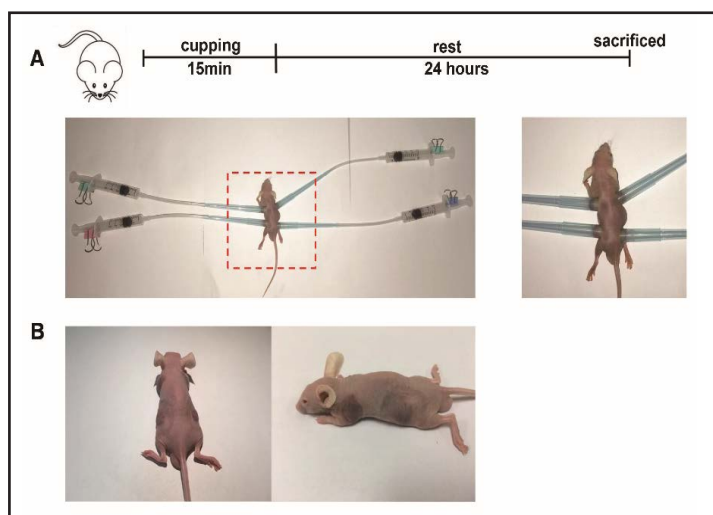 A
cupping
rest
sacrificed
15min
24 hours
B